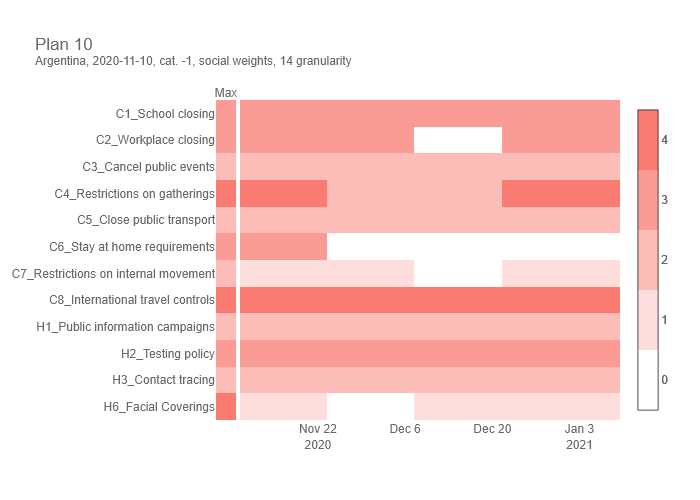 Plan 10
Argentina, 2020-11-10, cat. -1, social weights, 14 granularity
Max
C1_School closing
C2_Workplace closing
C3_Cancel public events
C4_Restrictions on gatherings
C5_Close public transport
C6_Stay at home requirements
C7_Restrictions on internal movement
C8_International travel controls
H1_Public information campaigns
H2_Testing policy
H3_Contact tracing
H6_Facial Coverings
Nov 22 Dec 6 Dec 20 Jan 3
2020 2021
4
3
2
1
0